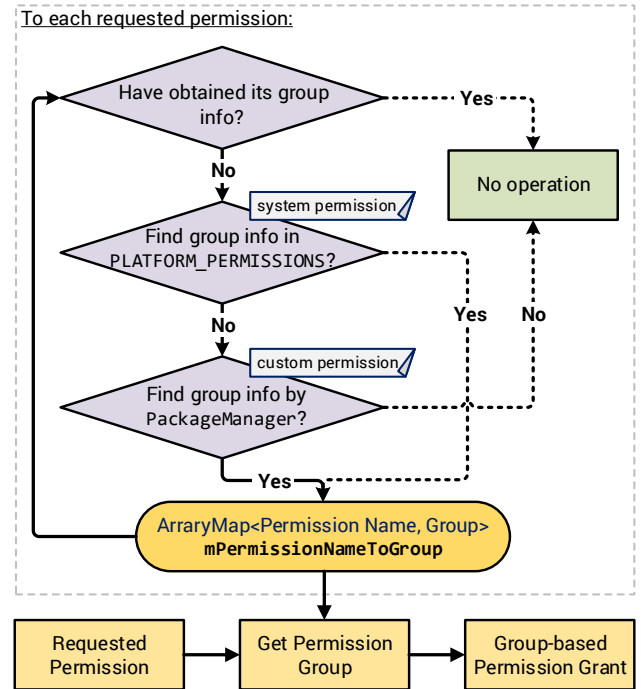 To each requested permission:
Have obtained its group
info?
Yes
No
No operation
system permission
Find group info in
PLATFORM_PERMISSIONS?
Yes
No
No
custom permission
Find group info by
PackageManager?
Yes
ArraryMap<Permission Name, Group>
mPermissionNameToGroup
Requested
Permission
Get Permission
Group
Group-based
Permission Grant